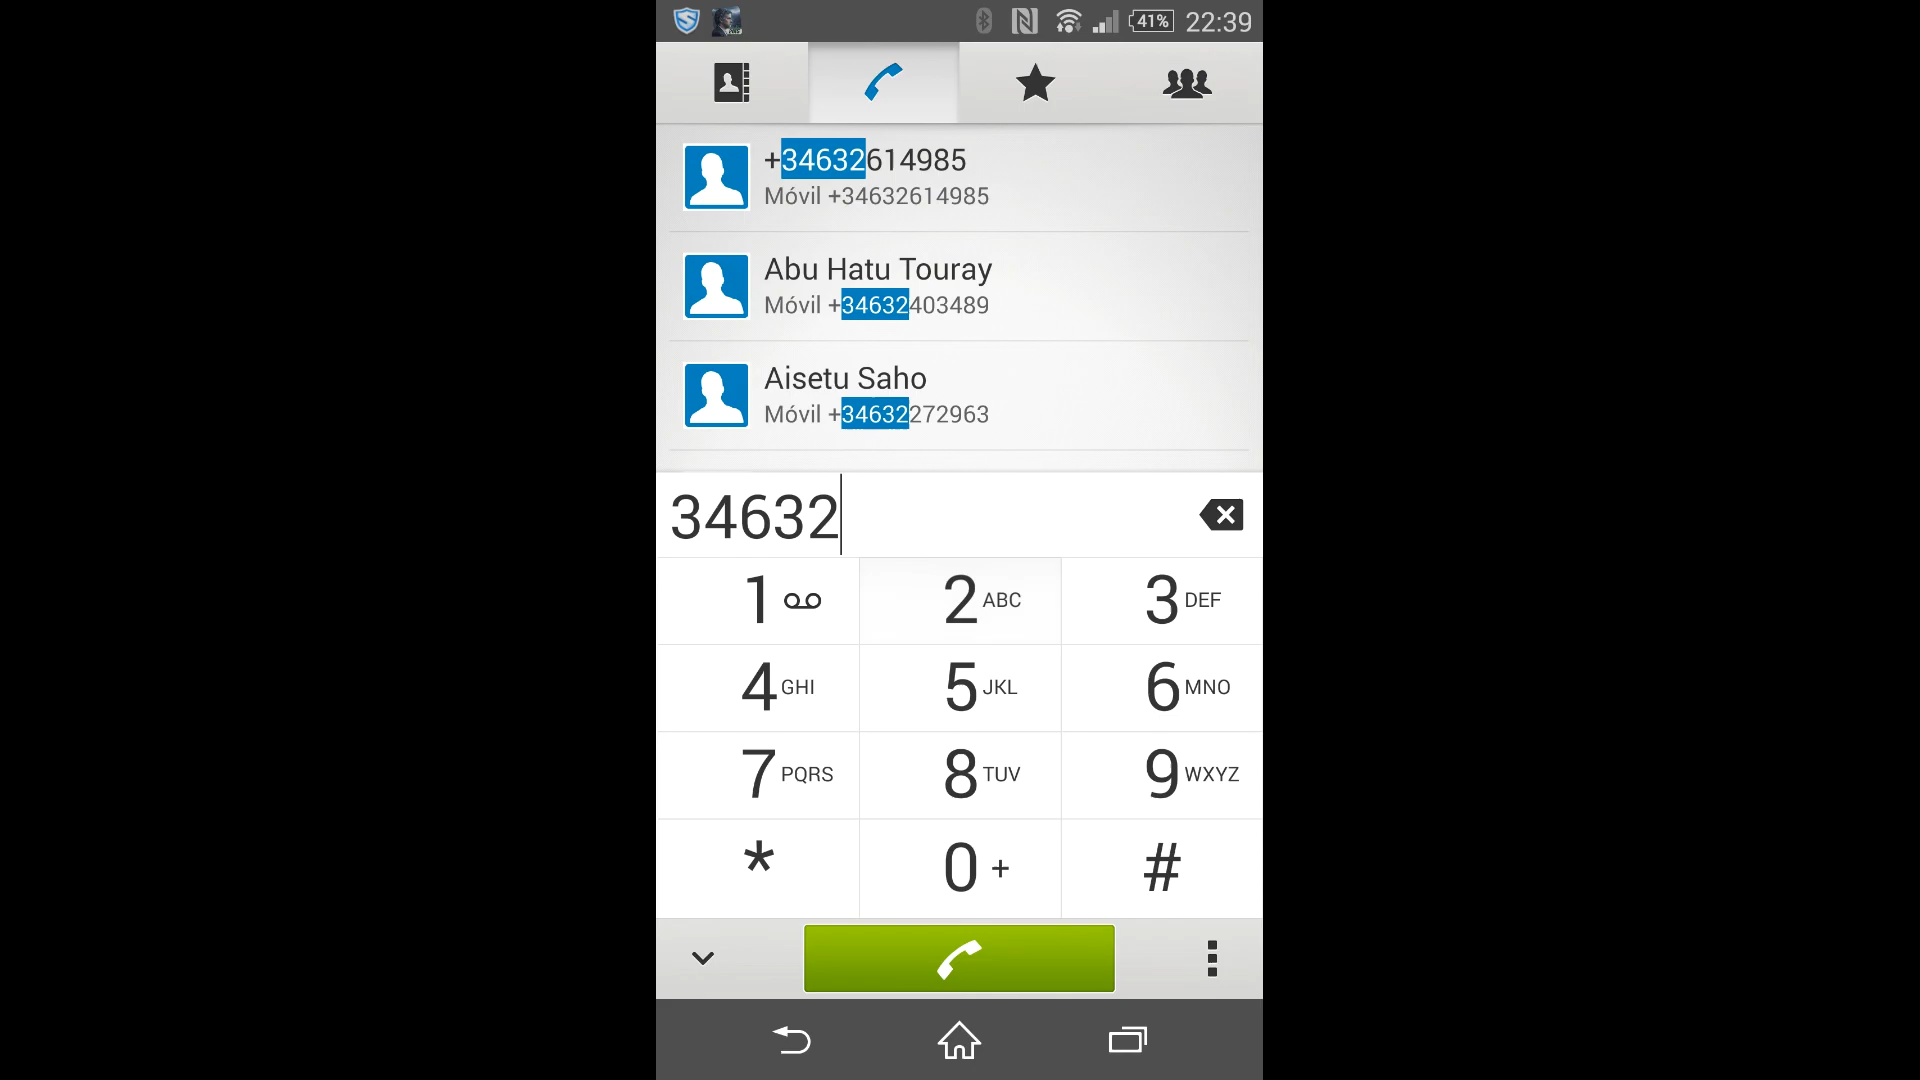 41% 22:39
+34632614985
Móvil +34632614985
Abu Hatu Touray
Móvil +34632403489
Aisetu Saho
Móvil +34632272963
34632
1 2 ABC 3 DEF
4 GHI 5 JKL 6 MNO
7 PQRS 8 TUV 9 WXYZ
* 0 + #